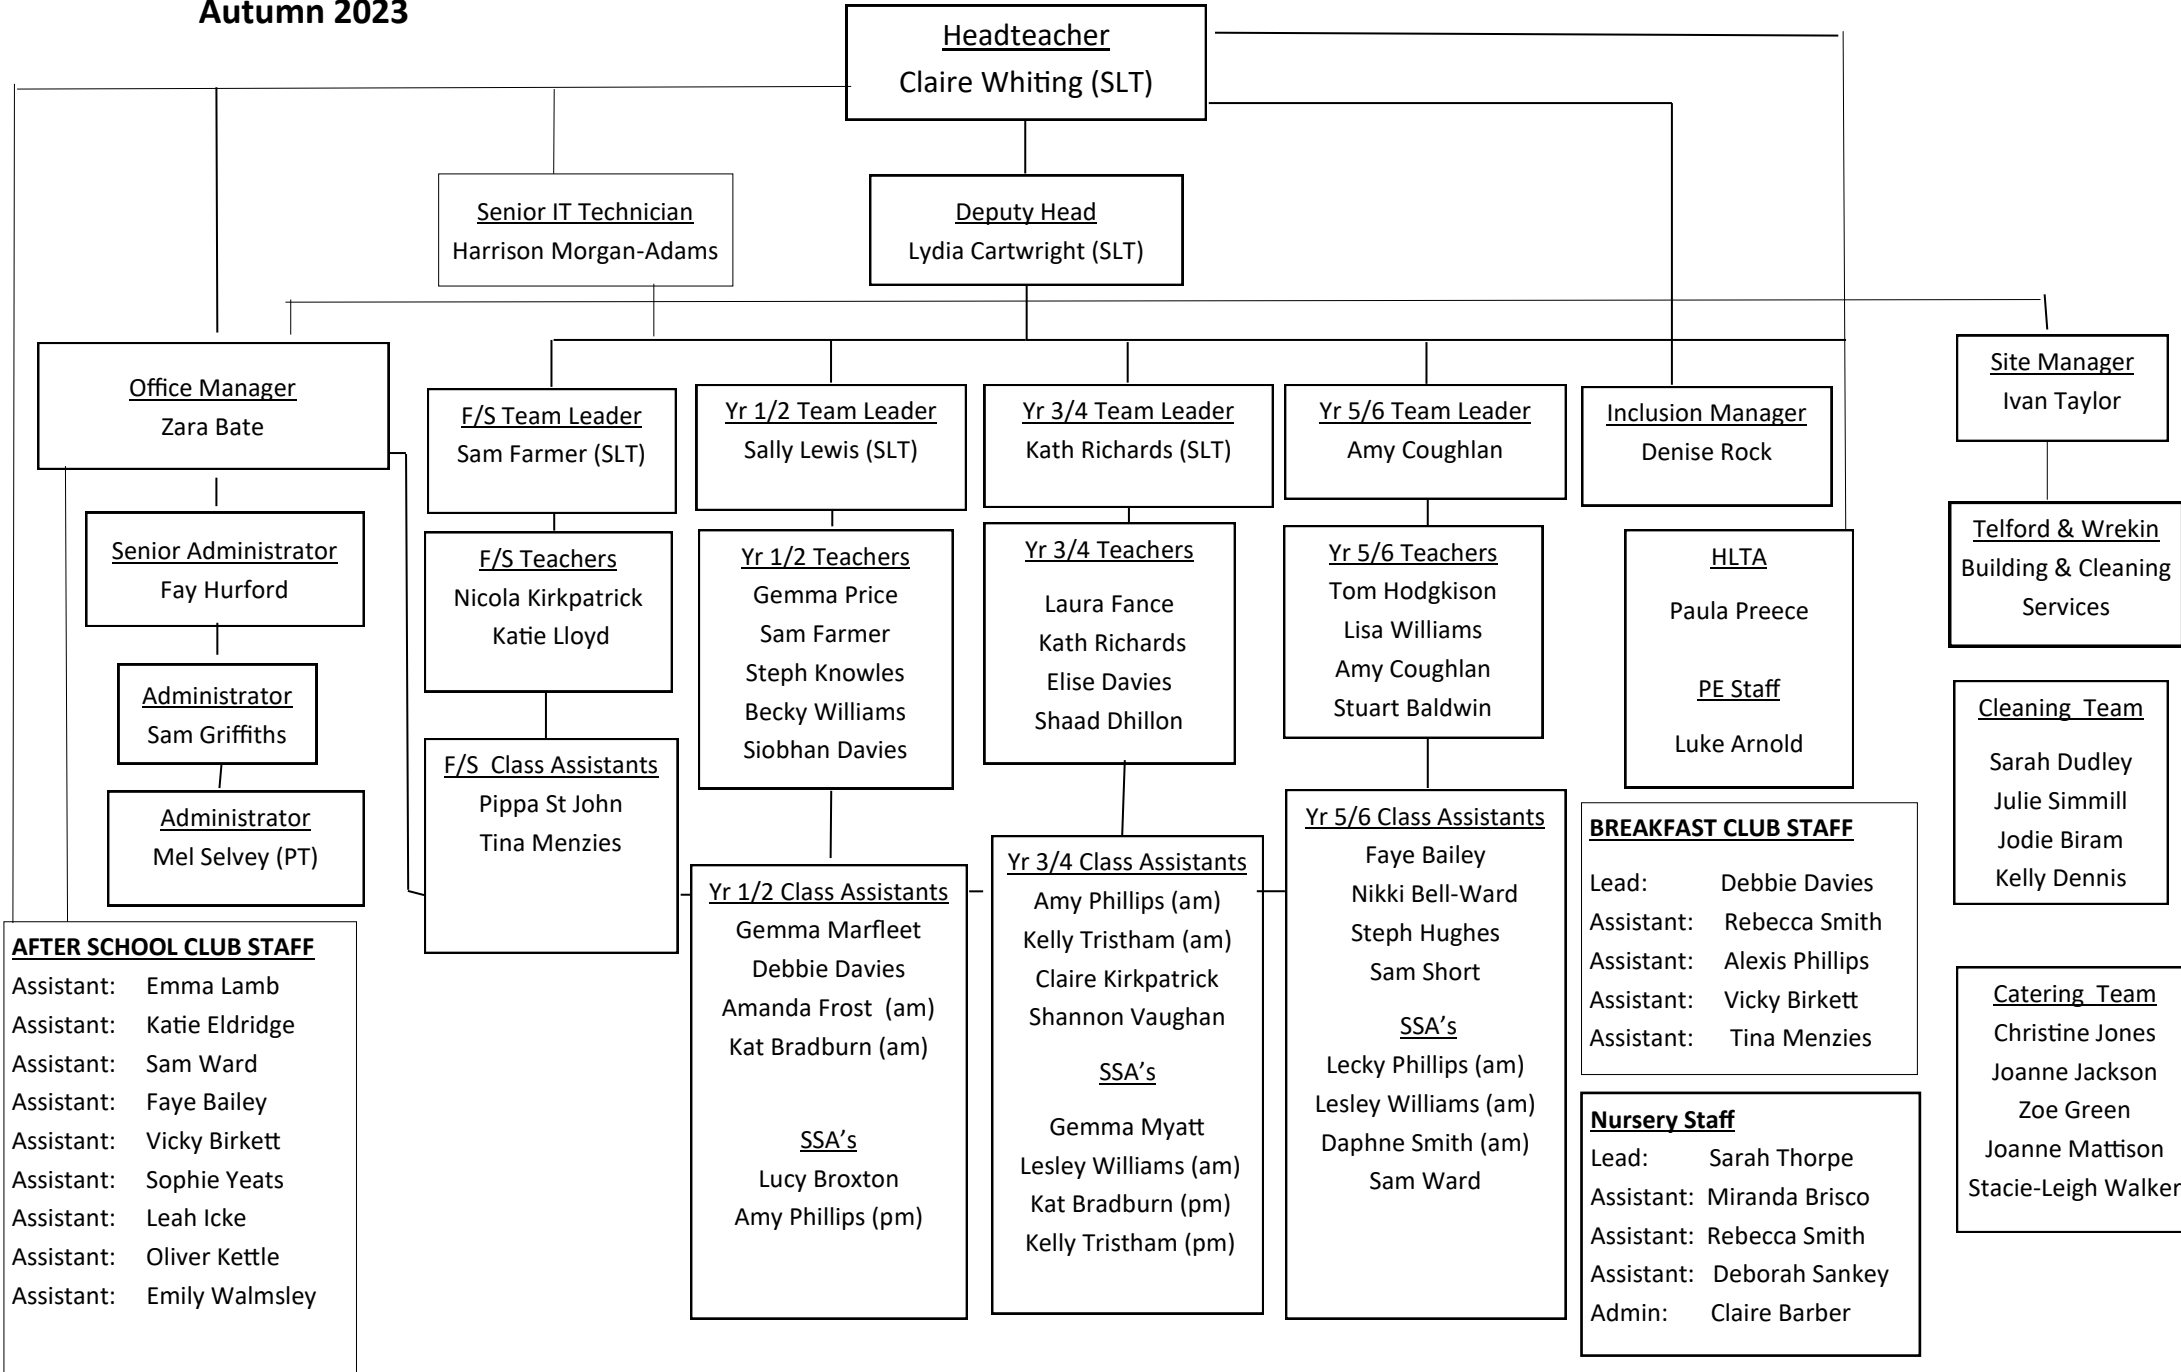 Autumn 2023
Headteacher
Claire Whiting (SLT)
Senior IT Technician
Harrison Morgan-Adams
Deputy Head
Lydia Cartwright (SLT)
Office Manager
Zara Bate
F/S Team Leader
Sam Farmer (SLT)
Yr 1/2 Team Leader
Sally Lewis (SLT)
Yr 3/4 Team Leader
Kath Richards (SLT)
Yr 5/6 Team Leader
Amy Coughlan
Inclusion Manager
Denise Rock
Site Manager
Ivan Taylor
Senior Administrator
Fay Hurford
Administrator
Sam Griffiths
Administrator
Mel Selvey (PT)
F/S Teachers
Nicola Kirkpatrick
Katie Lloyd
F/S Class Assistants
Pippa St John
Tina Menzies
Yr 1/2 Teachers
Gemma Price
Sam Farmer
Steph Knowles
Becky Williams
Siobhan Davies
Yr 1/2 Class Assistants
Gemma Marfleet
Debbie Davies
Amanda Frost (am)
Kat Bradburn (am)
SSA’s
Lucy Broxton
Amy Phillips (pm)
Yr 3/4 Teachers
Laura Fance
Kath Richards
Elise Davies
Shaad Dhillon
Yr 3/4 Class Assistants
Amy Phillips (am)
Kelly Tristham (am)
Claire Kirkpatrick
Shannon Vaughan
SSA’s
Gemma Myatt
Lesley Williams (am)
Kat Bradburn (pm)
Kelly Tristham (pm)
Yr 5/6 Teachers
Tom Hodgkison
Lisa Williams
Amy Coughlan
Stuart Baldwin
Yr 5/6 Class Assistants
Faye Bailey
Nikki Bell-Ward
Steph Hughes
Sam Short
SSA’s
Lecky Phillips (am)
Lesley Williams (am)
Daphne Smith (am)
Sam Ward
HLTA
Paula Preece
PE Staff
Luke Arnold
Telford & Wrekin
Building & Cleaning
Services
Cleaning Team
Sarah Dudley
Julie Simmill
Jodie Biram
Kelly Dennis
Catering Team
Christine Jones
Joanne Jackson
Zoe Green
Joanne Mattison
Stacie-Leigh Walker
BREAKFAST CLUB STAFF
Lead: Debbie Davies
Assistant: Rebecca Smith
Assistant: Alexis Phillips
Assistant: Vicky Birkett
Assistant: Tina Menzies
Nursery Staff
Lead: Sarah Thorpe
Assistant: Miranda Brisco
Assistant: Rebecca Smith
Assistant: Deborah Sankey
Admin: Claire Barber
AFTER SCHOOL CLUB STAFF
Assistant: Emma Lamb
Assistant: Katie Eldridge
Assistant: Sam Ward
Assistant: Faye Bailey
Assistant: Vicky Birkett
Assistant: Sophie Yeats
Assistant: Leah Icke
Assistant: Oliver Kettle
Assistant: Emily Walmsley